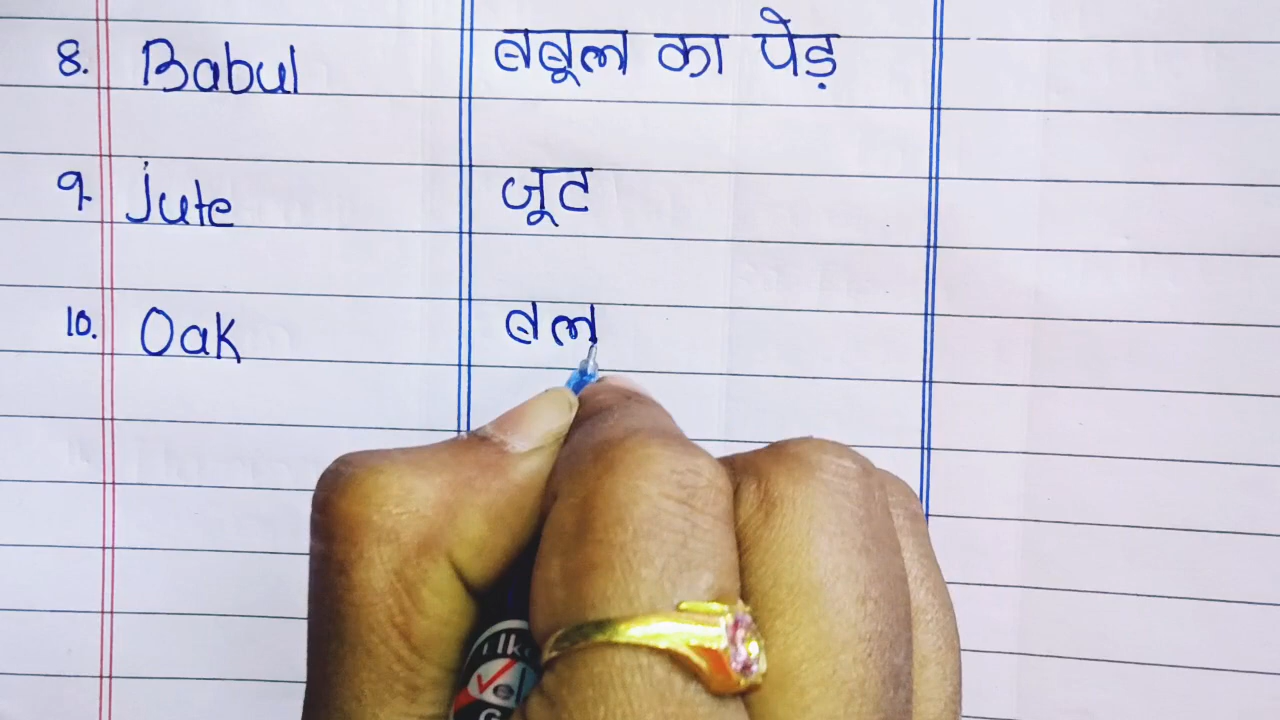 8. Babul बबूल का पेड़
9. Jute जूट
10. Oak बल